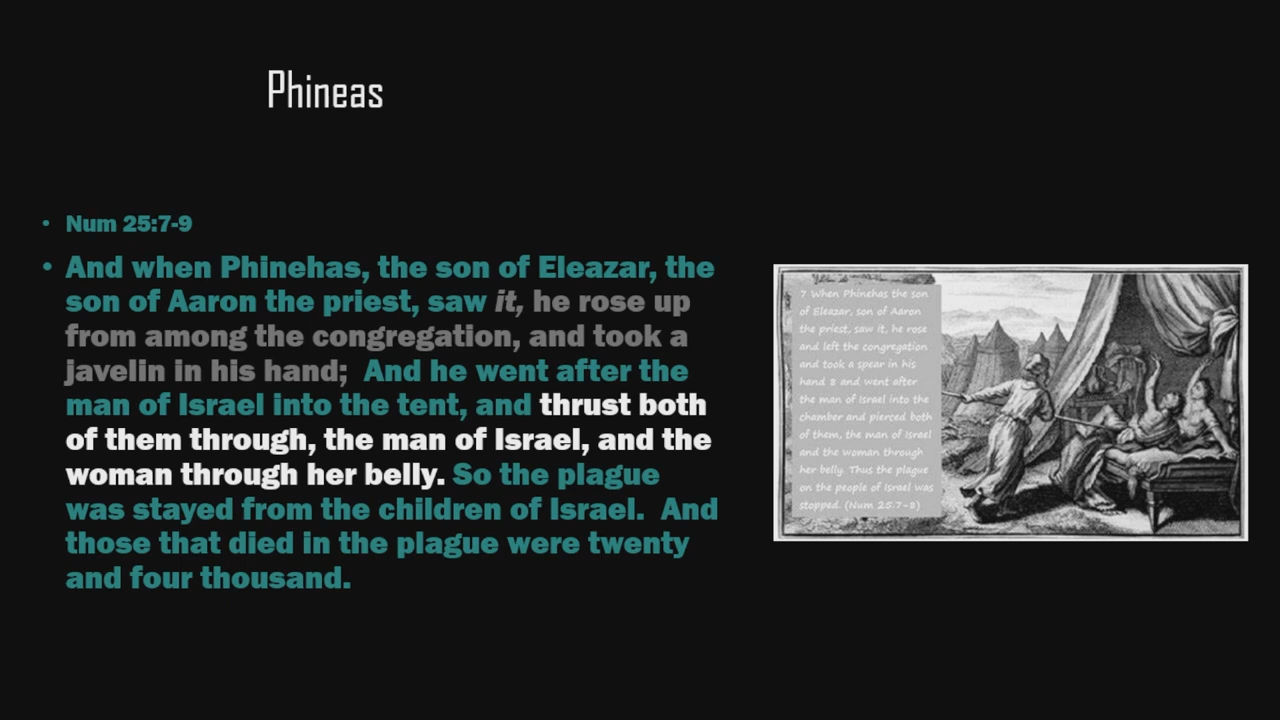 Phineas
• Num 25:7-9
• And when Phinehas, the son of Eleazar, the
son of Aaron the priest, saw it, he rose up
from among the congregation, and took a
javelin in his hand;  And he went after the
man of Israel into the tent, and thrust both
of them through, the man of Israel, and the
woman through her belly. So the plague
was stayed from the children of Israel.  And
those that died in the plague were twenty
and four thousand.
7 When Phinehas the son
of Eleazar, son of Aaron
the priest, saw it, he rose
and left the congregation
and took a spear in his
hand 8 and went after
the man of Israel into the
chamber and pierced both
of them, the man of Israel
and the woman through
her belly. Thus the plague
on the people of Israel was
stopped. (Num 25:7-8)